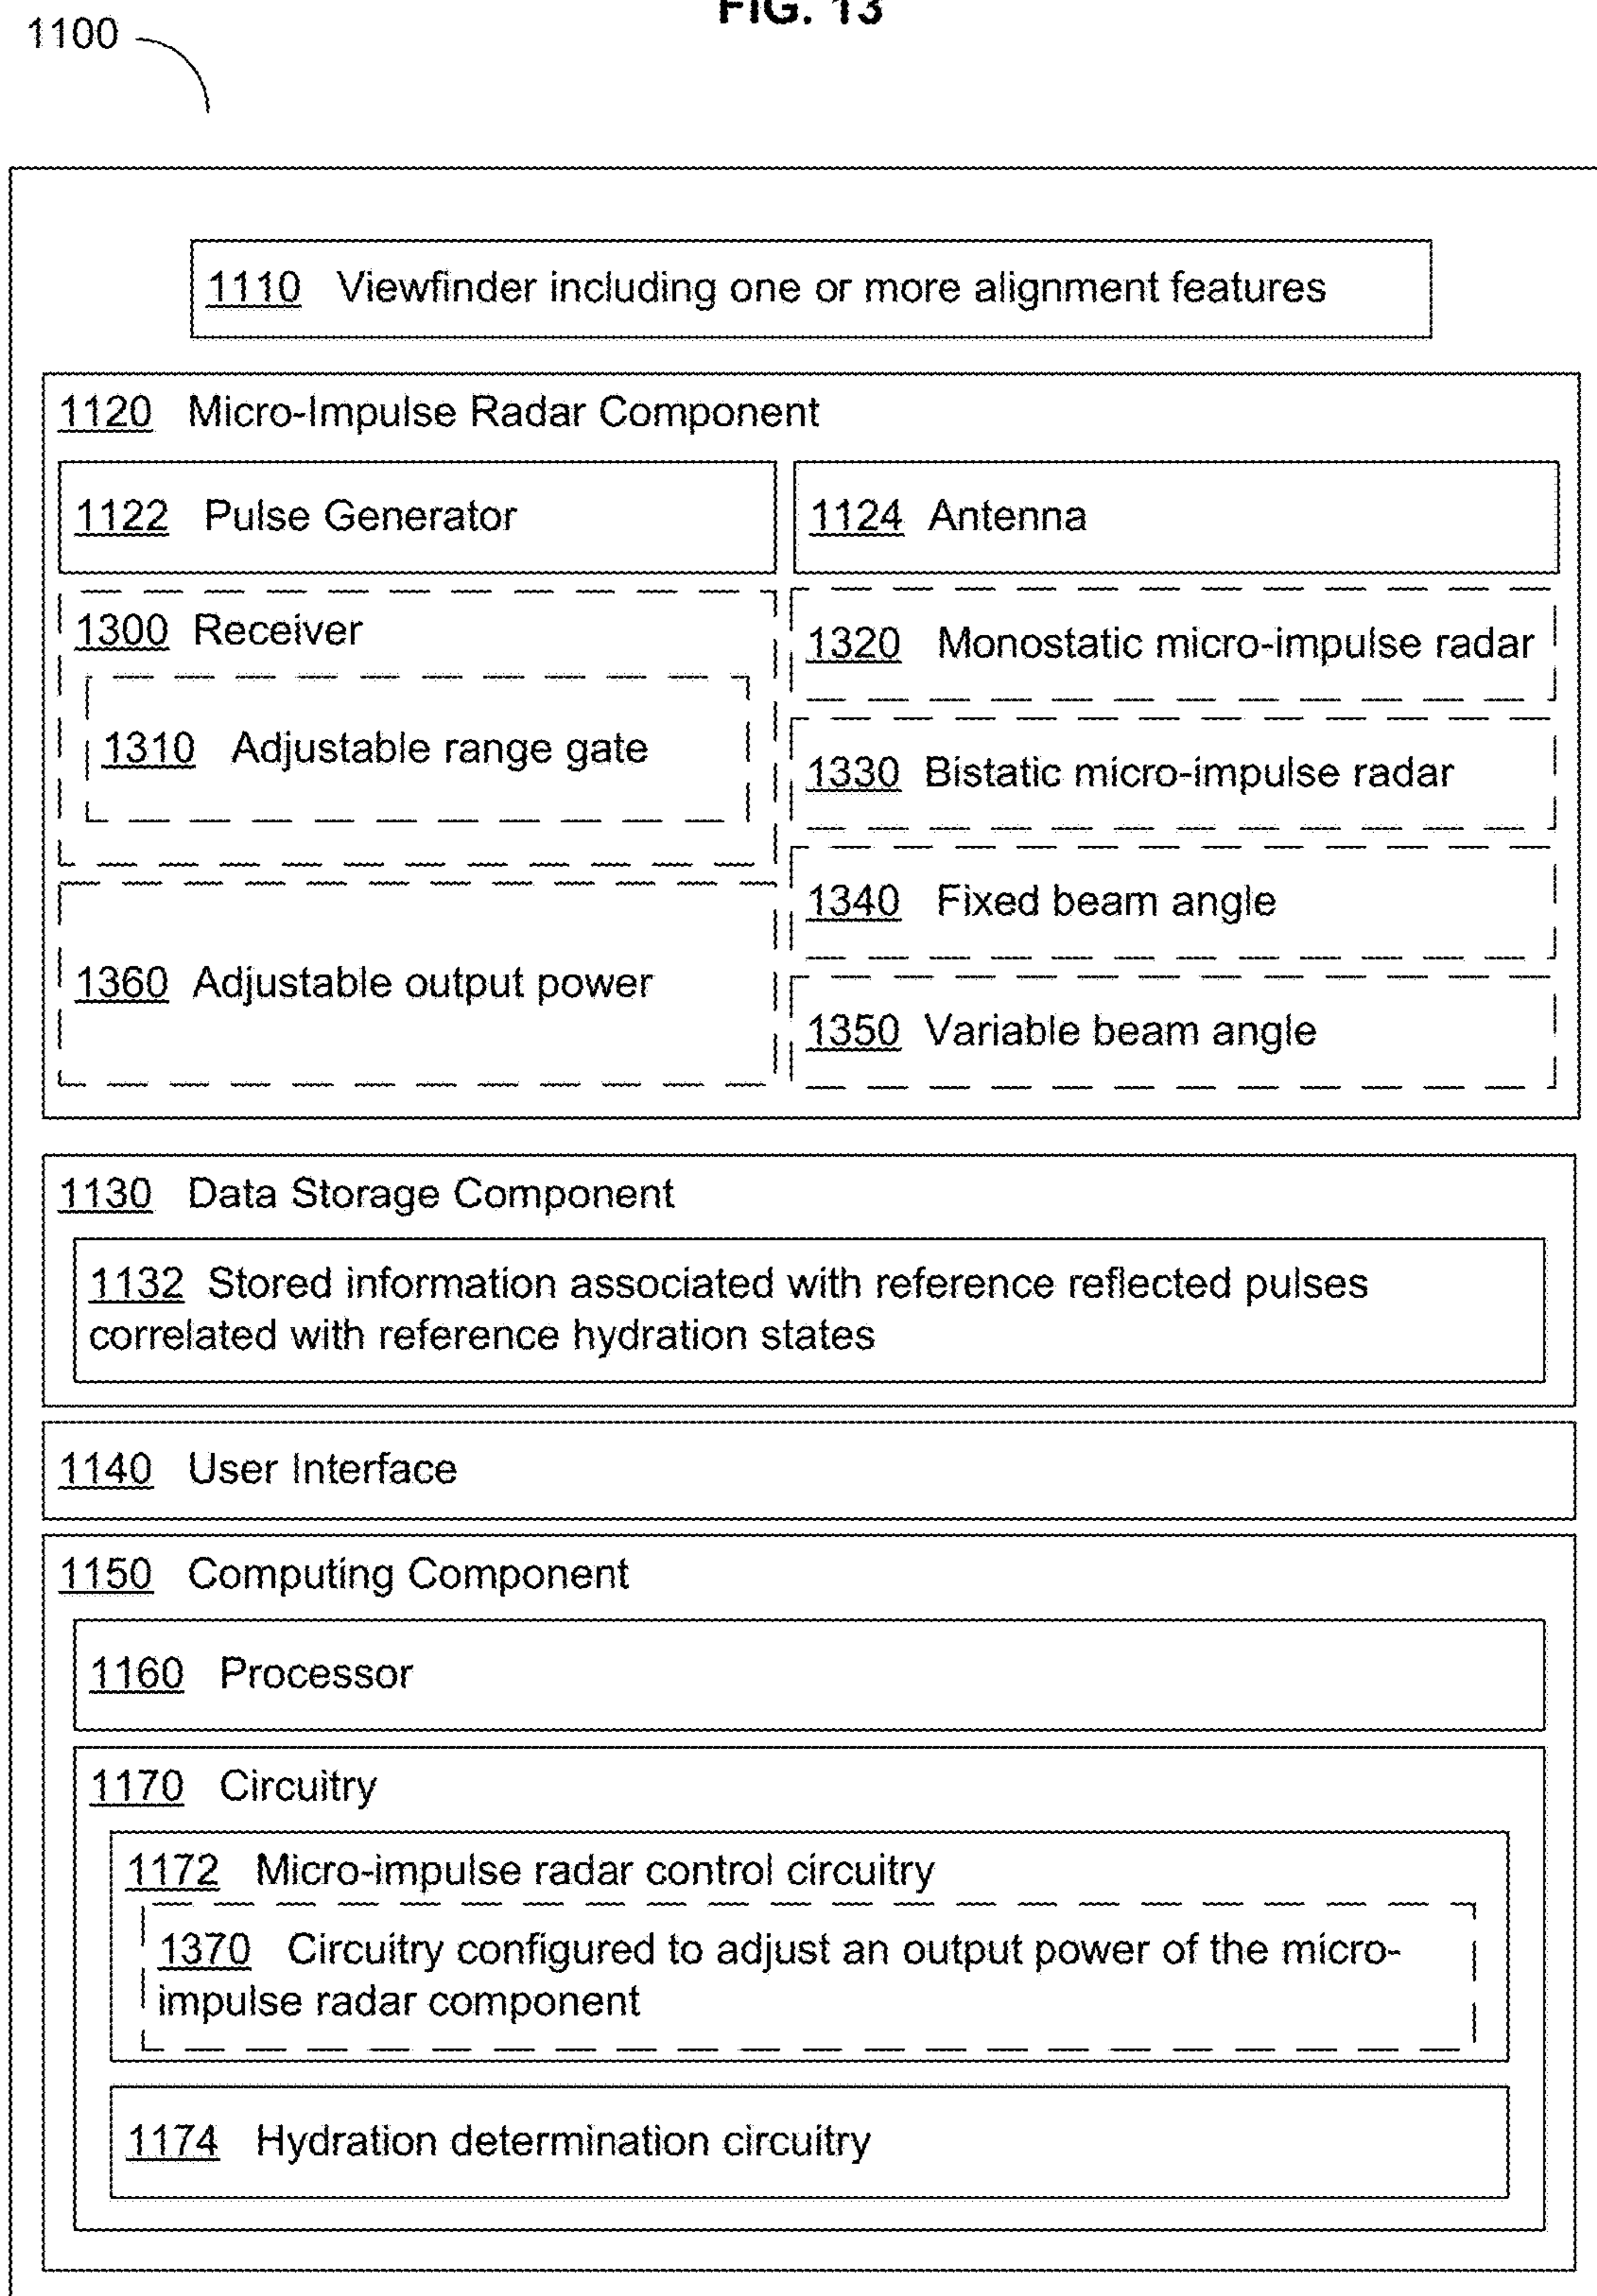 FIG. 13
1100
1110 Viewfinder including one or more alignment features
1120 Micro-Impulse Radar Component
1122 Pulse Generator
1124 Antenna
1300 Receiver
1310 Adjustable range gate
1360 Adjustable output power
1320 Monostatic micro-impulse radar
1330 Bistatic micro-impulse radar
1340 Fixed beam angle
1350 Variable beam angle
1130 Data Storage Component
1132 Stored information associated with reference reflected pulses
correlated with reference hydration states
1140 User Interface
1150 Computing Component
1160 Processor
1170 Circuitry
1172 Micro-impulse radar control circuitry
1370 Circuitry configured to adjust an output power of the micro-
impulse radar component
1174 Hydration determination circuitry